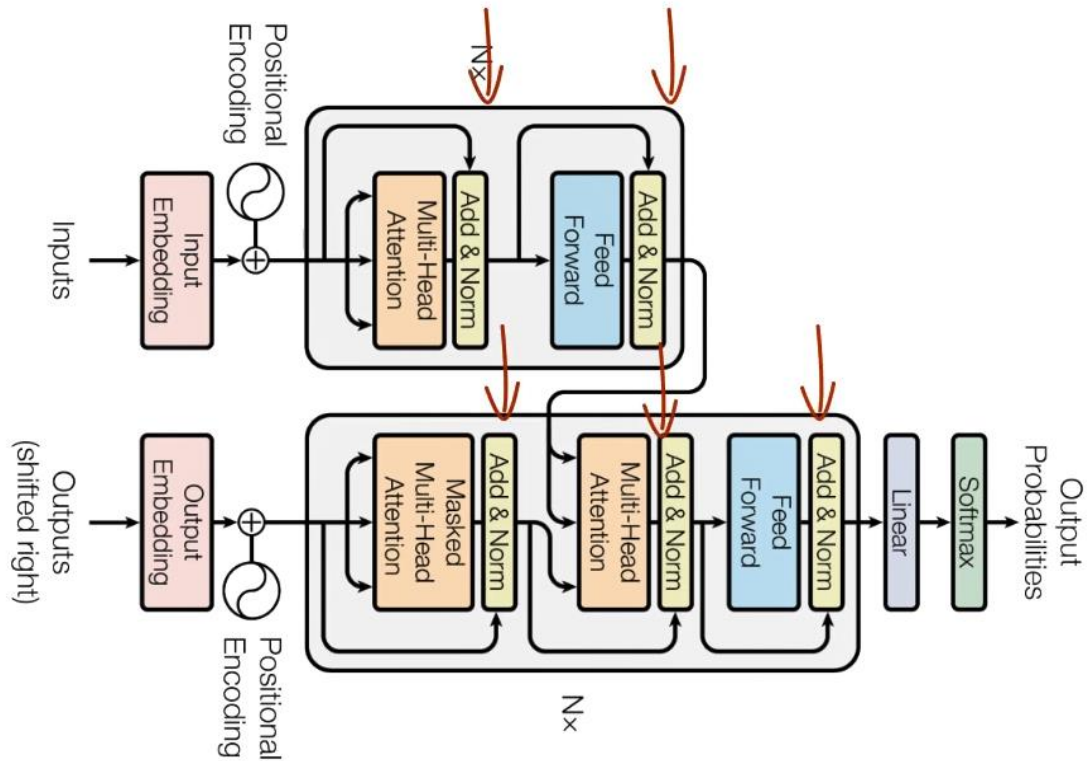 Output
Probabilities
Softmax
Linear
Add & Norm
Feed
Forward
Add & Norm
Multi-Head
Attention
Add & Norm
Masked
Multi-Head
Attention
Nx
Positional
Encoding
Output
Embedding
Outputs
(shifted right)
Add & Norm
Feed
Forward
Add & Norm
Multi-Head
Attention
Nx
Positional
Encoding
Input
Embedding
Inputs